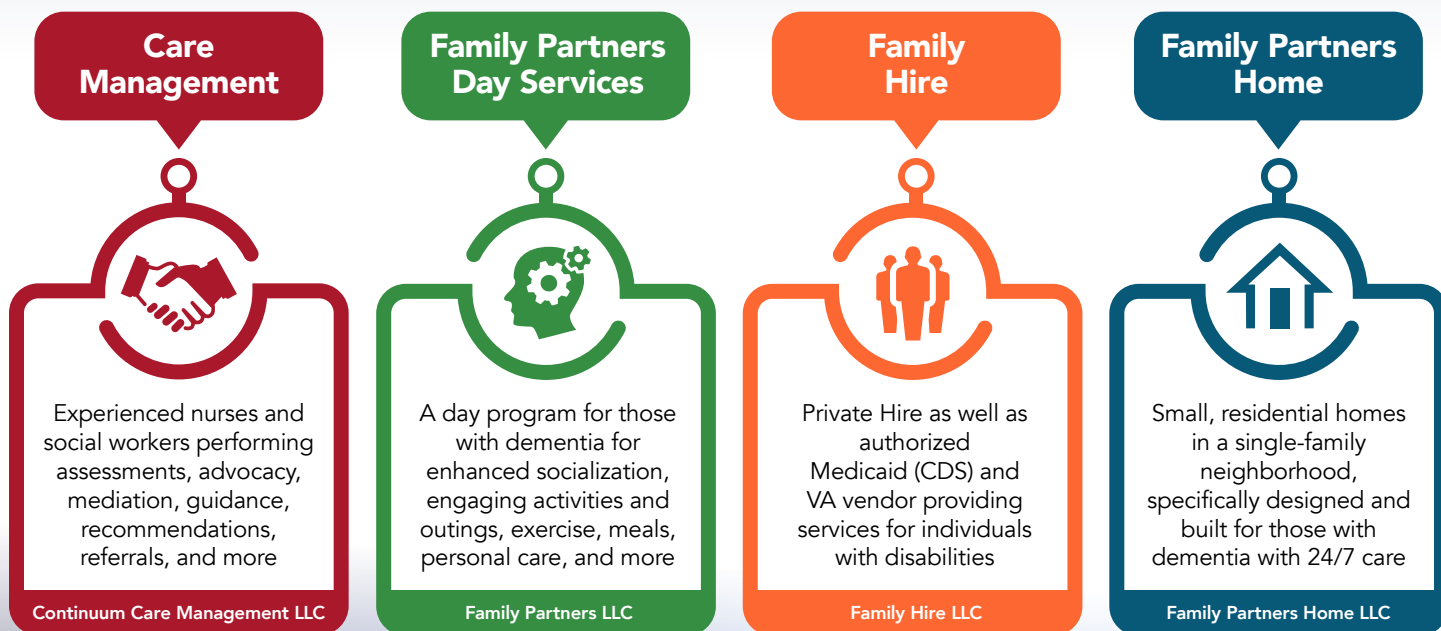 Care
Management
Experienced nurses and
social workers performing
assessments, advocacy,
mediation, guidance,
recommendations,
referrals, and more
Continuum Care Management LLC
Family Partners
Day Services
A day program for those
with dementia for
enhanced socialization,
engaging activities and
outings, exercise, meals,
personal care, and more
Family Partners LLC
Family
Hire
Private Hire as well as
authorized
Medicaid (CDS) and
VA vendor providing
services for individuals
with disabilities
Family Hire LLC
Family Partners
Home
Small, residential homes
in a single-family
neighborhood,
specifically designed and
built for those with
dementia with 24/7 care
Family Partners Home LLC